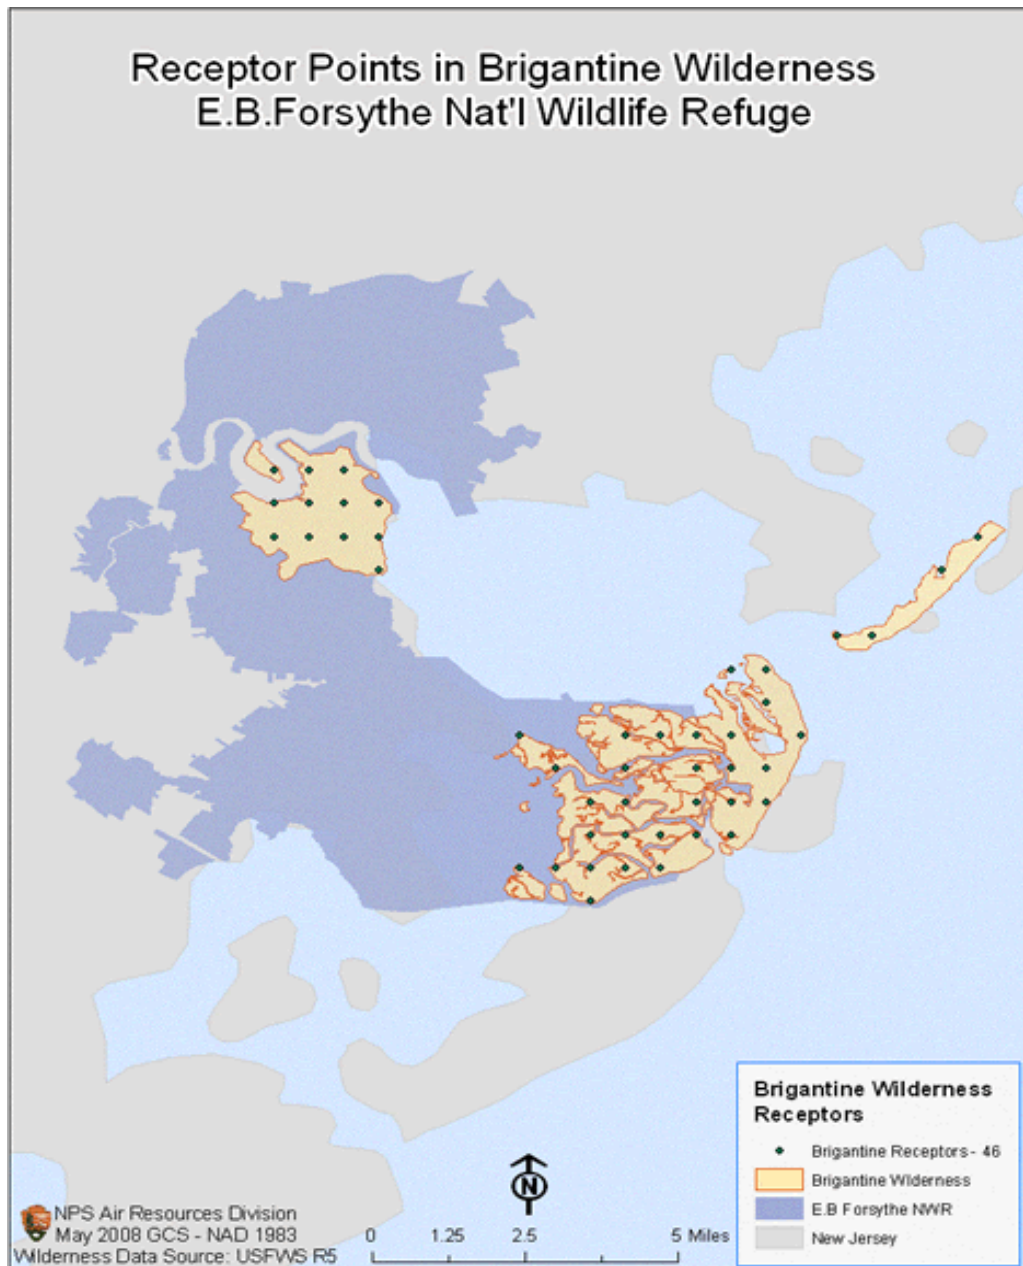 Receptor Points in Brigantine Wilderness
E.B.Forsythe Nat'l Wildlife Refuge
Brigantine Wilderness
Receptors
Brigantine Receptors - 46
Brigantine Wilderness
E.B Forsythe NWR
New Jersey
N
NPS Air Resources Division
May 2008 GCS - NAD 1983
Wilderness Data Source: USFWS R5
0 1.25 2.5 5 Miles